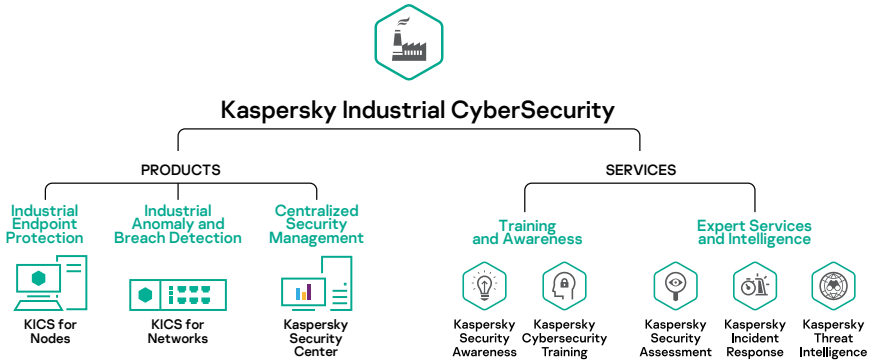 Kaspersky Industrial CyberSecurity
PRODUCTS
SERVICES
Industrial
Endpoint
Protection
Industrial
Anomaly and
Breach Detection
Centralized
Security
Management
Training
and Awareness
Expert Services
and Intelligence
KICS for
Nodes
KICS for
Networks
Kaspersky
Security
Center
Kaspersky
Security
Awareness
Kaspersky
Cybersecurity
Training
Kaspersky
Security
Assessment
Kaspersky
Incident
Response
Kaspersky
Threat
Intelligence